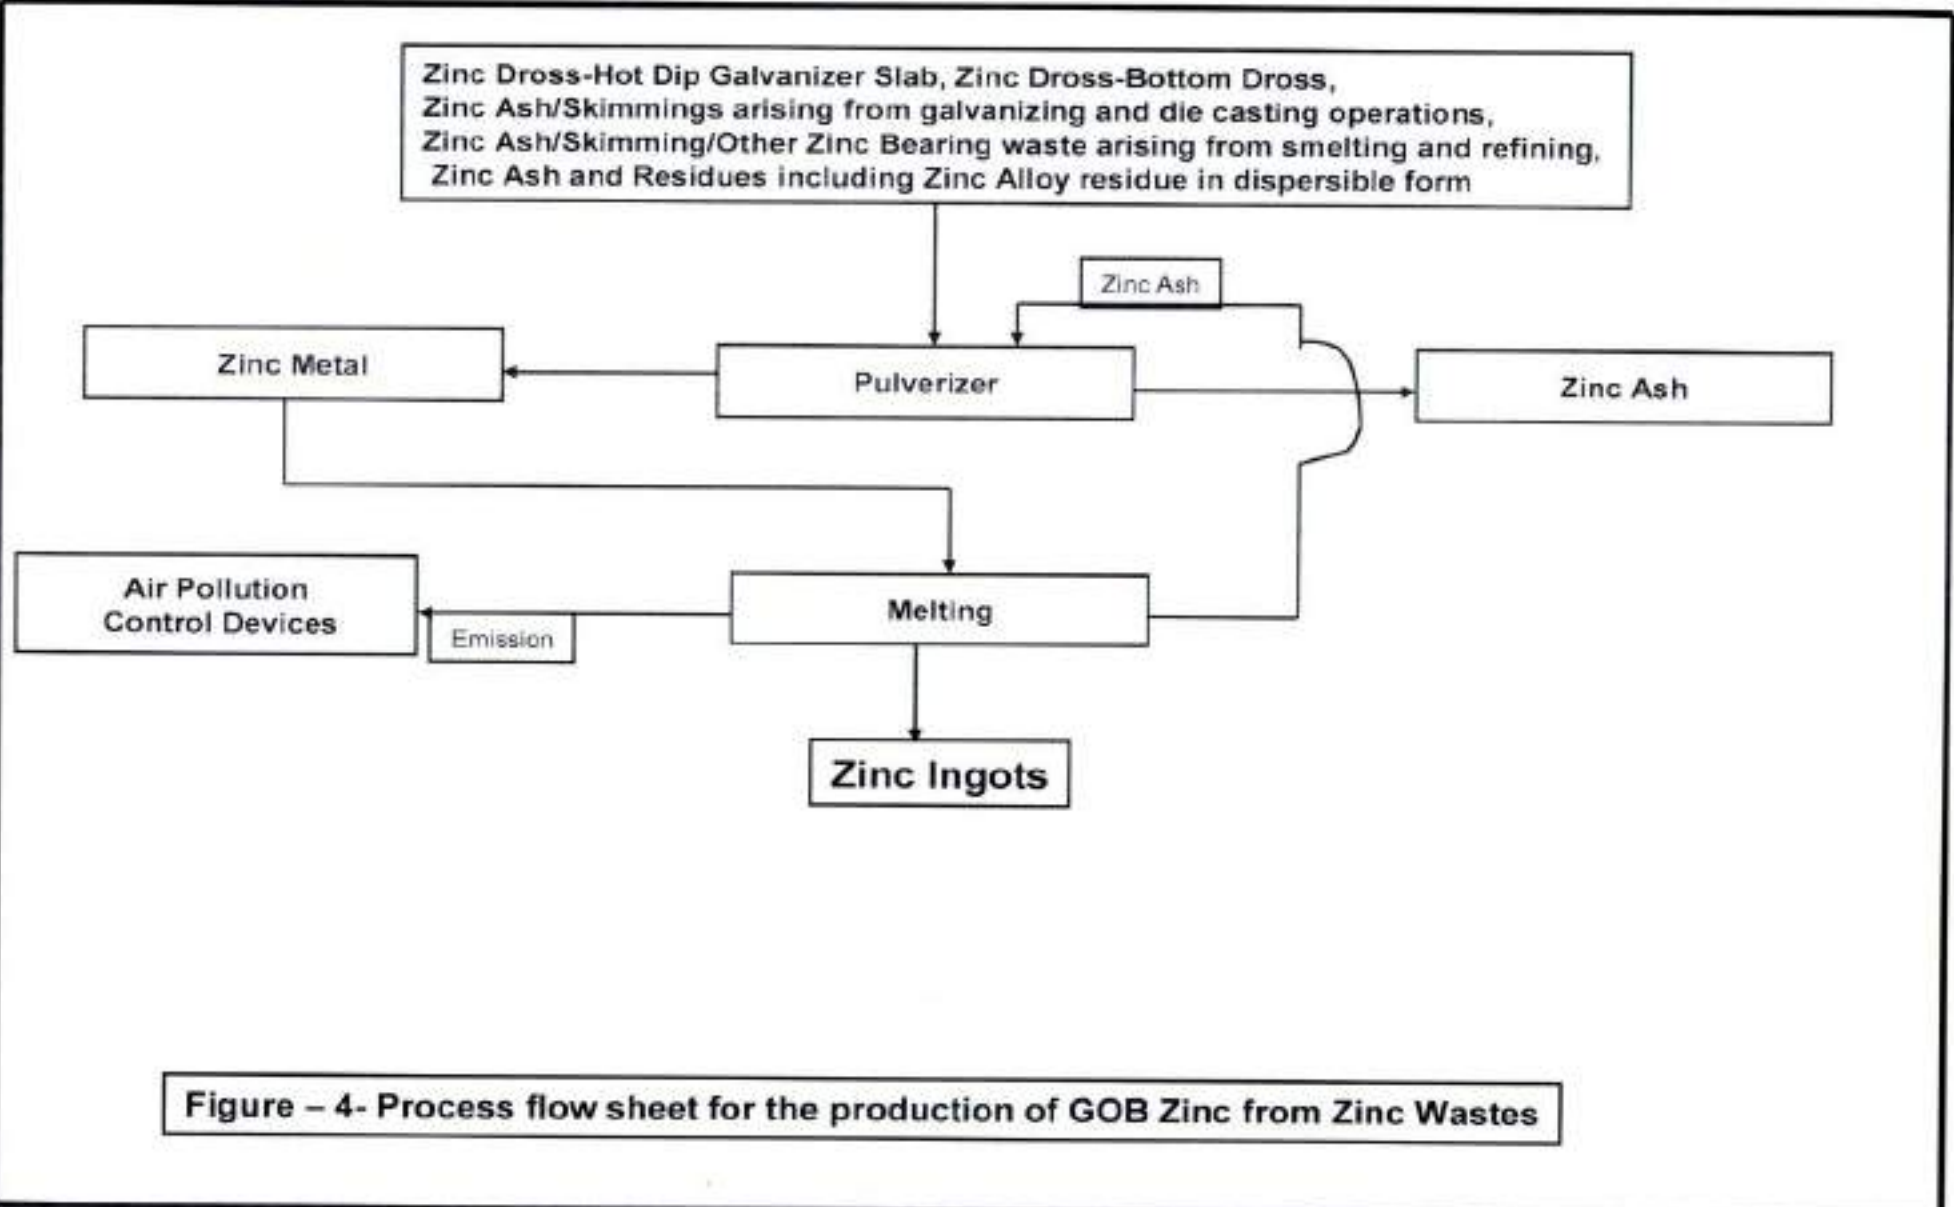 Zinc Dross-Hot Dip Galvanizer Slab, Zinc Dross-Bottom Dross,
Zinc Ash/Skimmings arising from galvanizing and die casting operations,
Zinc Ash/Skimming/Other Zinc Bearing waste arising from smelting and refining,
Zinc Ash and Residues including Zinc Alloy residue in dispersible form
Zinc Ash
Zinc Metal
Pulverizer
Zinc Ash
Air Pollution
Control Devices
Emission
Melting
Zinc Ingots
Figure – 4- Process flow sheet for the production of GOB Zinc from Zinc Wastes